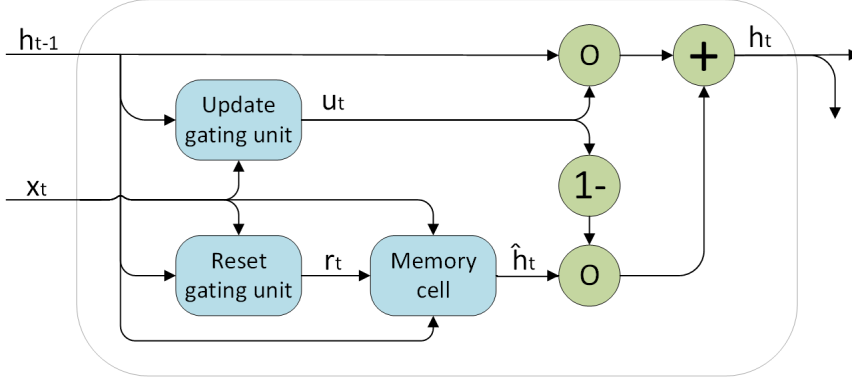 ht-1
O
+
ht
Update
gating unit
ut
xt
1-
Reset
gating unit
rt
Memory
cell
ĥt
O